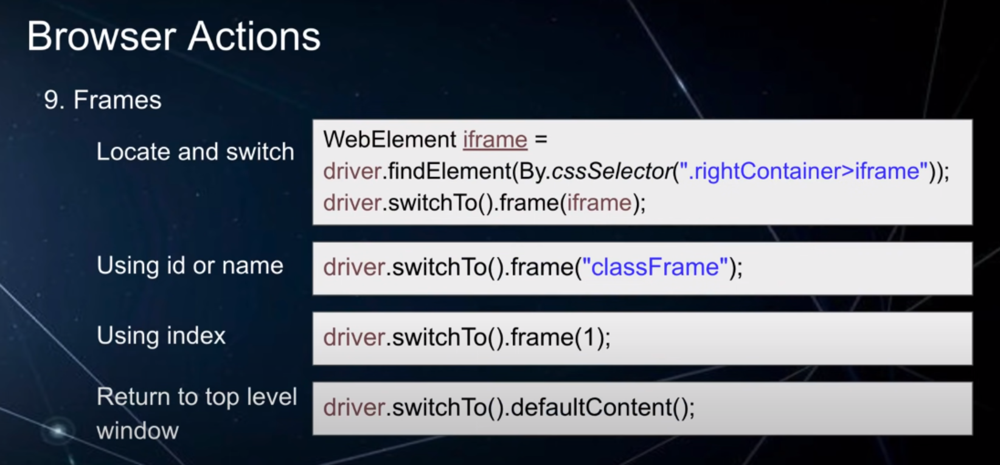 Browser Actions
9. Frames
Locate and switch
WebElement iframe =
driver.findElement(By.cssSelector(".rightContainer>iframe"));
driver.switchTo().frame(iframe);
Using id or name
driver.switchTo().frame("classFrame");
Using index
driver.switchTo().frame(1);
Return to top level
window
driver.switchTo().defaultContent();